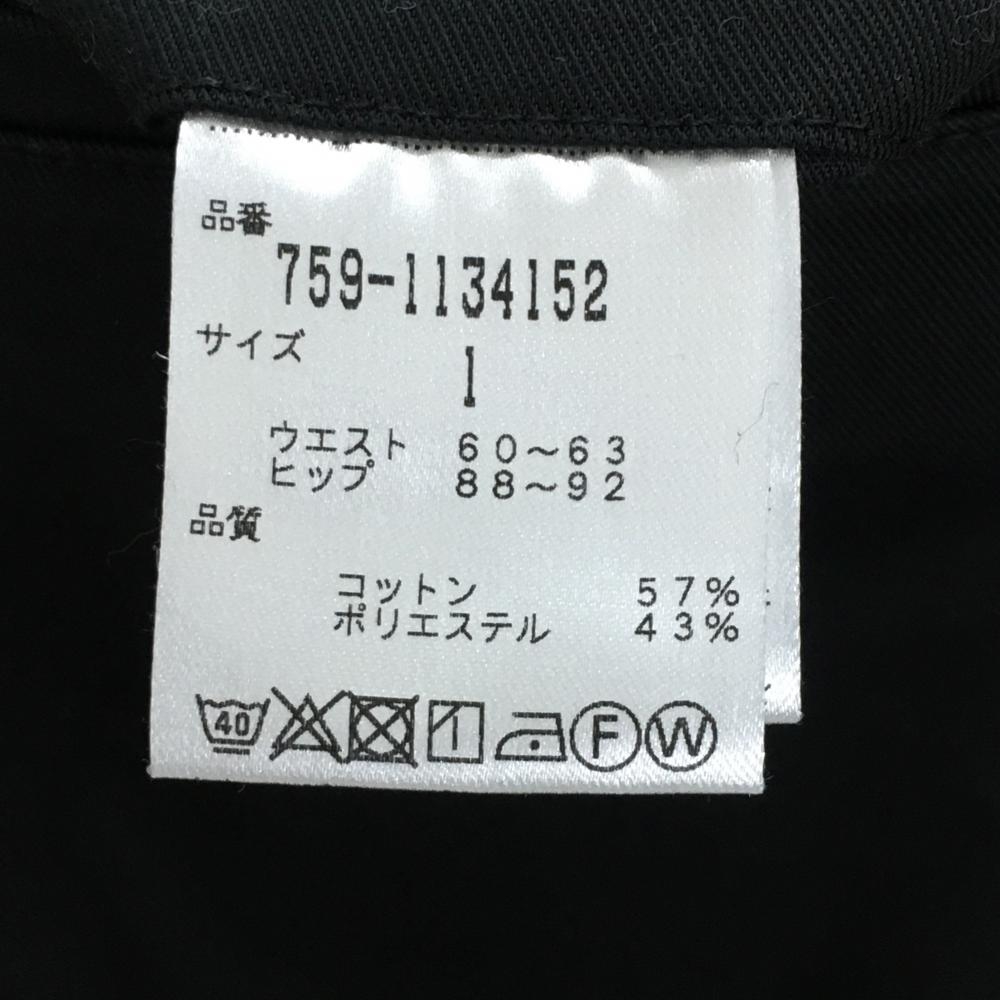 品番
759-1134152
サイズ
1
ウエスト 60〜63
ヒップ 88〜92
品質
コットン 57%
ポリエステル 43%
40 F W